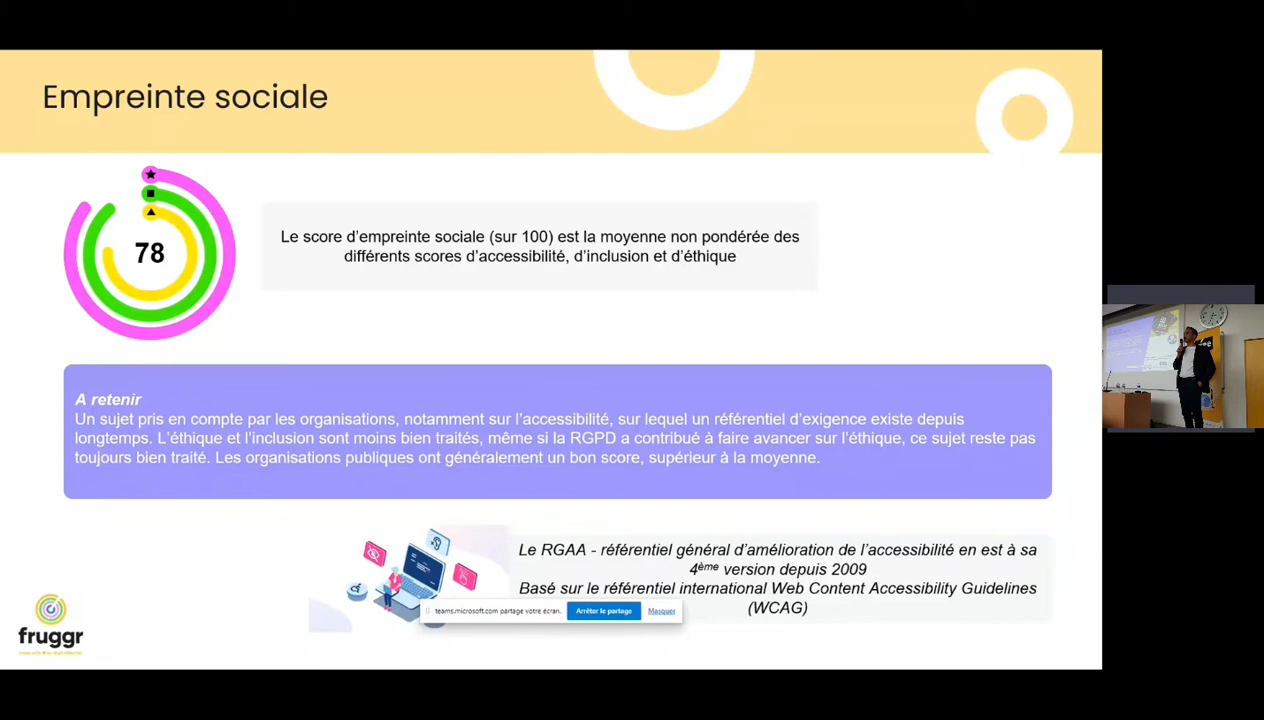 Empreinte sociale
78
Le score d’empreinte sociale (sur 100) est la moyenne non pondérée des
différents scores d’accessibilité, d’inclusion et d’éthique
A retenir
Un sujet pris en compte par les organisations, notamment sur l’accessibilité, sur lequel un référentiel d’exigence existe depuis
longtemps. L’éthique et l’inclusion sont moins bien traités, même si la RGPD a contribué à faire avancer sur l’éthique, ce sujet reste pas
toujours bien traité. Les organisations publiques ont généralement un bon score, supérieur à la moyenne.
Le RGAA - référentiel général d’amélioration de l’accessibilité en est à sa
4ème version depuis 2009
Basé sur le référentiel international Web Content Accessibility Guidelines
(WCAG)
teams.microsoft.com partage votre écran.
Arrêter le partage
Masquer
fruggr